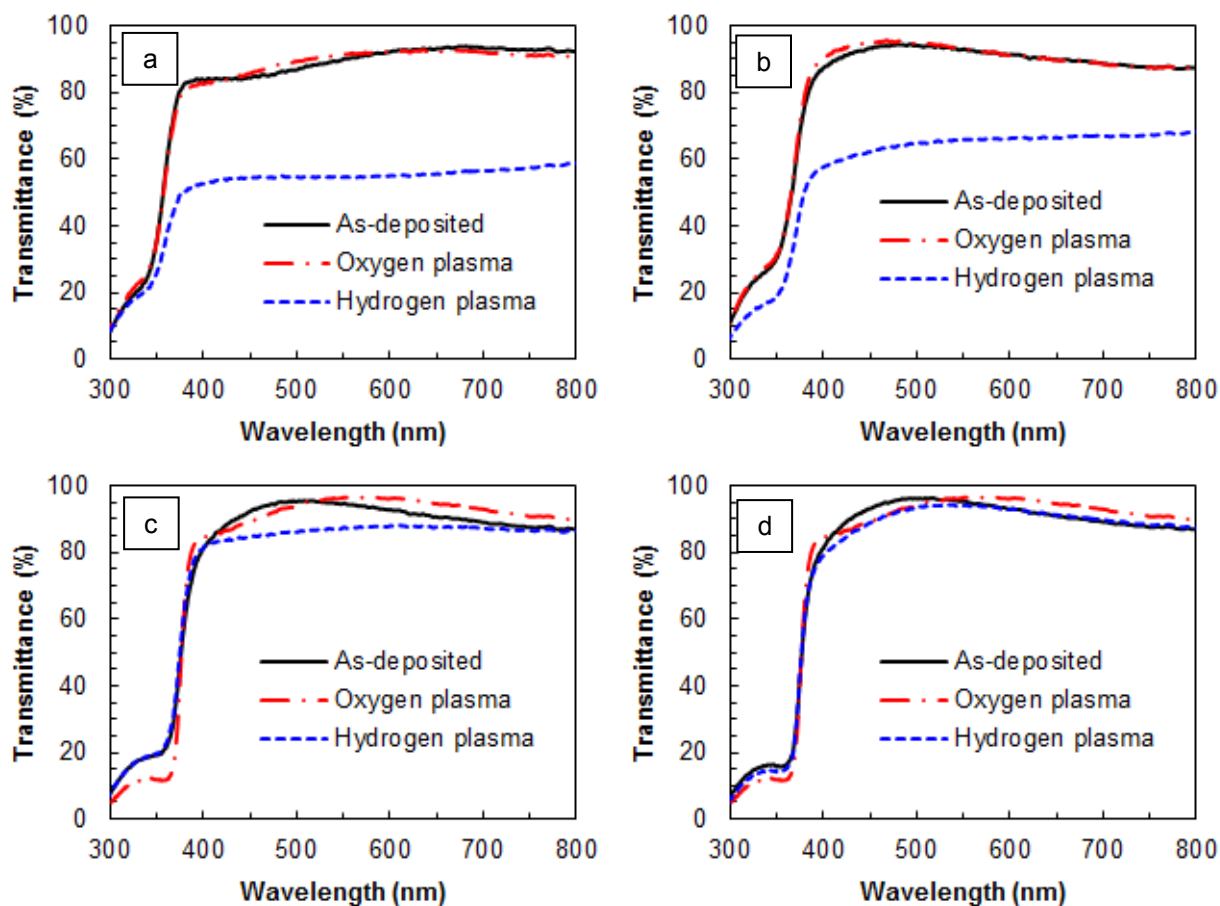 a
Transmittance (%)
100
80
60
40
20
0
As-deposited
Oxygen plasma
Hydrogen plasma
300 400 500 600 700 800
Wavelength (nm)
b
Transmittance (%)
100
80
60
40
20
0
As-deposited
Oxygen plasma
Hydrogen plasma
300 400 500 600 700 800
Wavelength (nm)
c
Transmittance (%)
100
80
60
40
20
0
As-deposited
Oxygen plasma
Hydrogen plasma
300 400 500 600 700 800
Wavelength (nm)
d
Transmittance (%)
100
80
60
40
20
0
As-deposited
Oxygen plasma
Hydrogen plasma
300 400 500 600 700 800
Wavelength (nm)